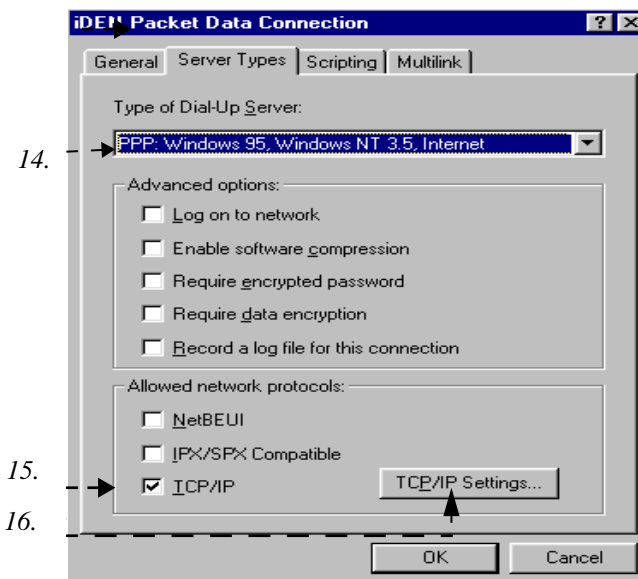 iDEN Packet Data Connection
General Server Types Scripting Multilink
Type of Dial-Up Server:
14. PPP: Windows 95, Windows NT 3.5, Internet
Advanced options:
Log on to network
Enable software compression
Require encrypted password
Require data encryption
Record a log file for this connection
Allowed network protocols:
NetBEUI
IPX/SPX Compatible
15. TCP/IP TCP/IP Settings...
16.
OK Cancel